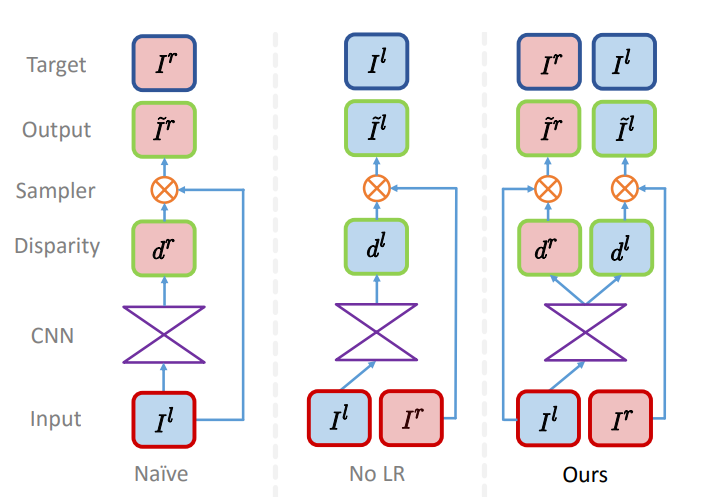 Target I^r I^l I^r I^l
Output Ĩ^r Ĩ^l Ĩ^r Ĩ^l
Sampler
Disparity d^r d^l d^r d^l
CNN
Input I^l I^l I^r I^l I^r
Naïve No LR Ours